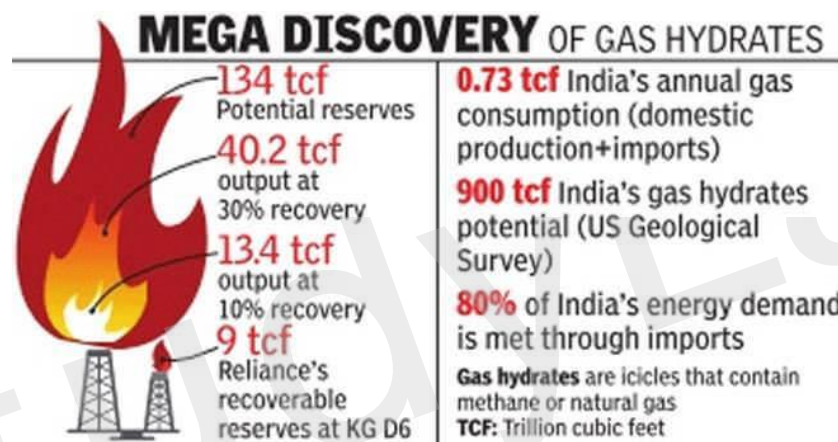 MEGA DISCOVERY OF GAS HYDRATES
134 tcf
Potential reserves
40.2 tcf
output at
30% recovery
13.4 tcf
output at
10% recovery
9 tcf
Reliance's
recoverable
reserves at KG D6
0.73 tcf India's annual gas
consumption (domestic
production+imports)
900 tcf India's gas hydrates
potential (US Geological
Survey)
80% of India's energy demand
is met through imports
Gas hydrates are icicles that contain
methane or natural gas
TCF: Trillion cubic feet